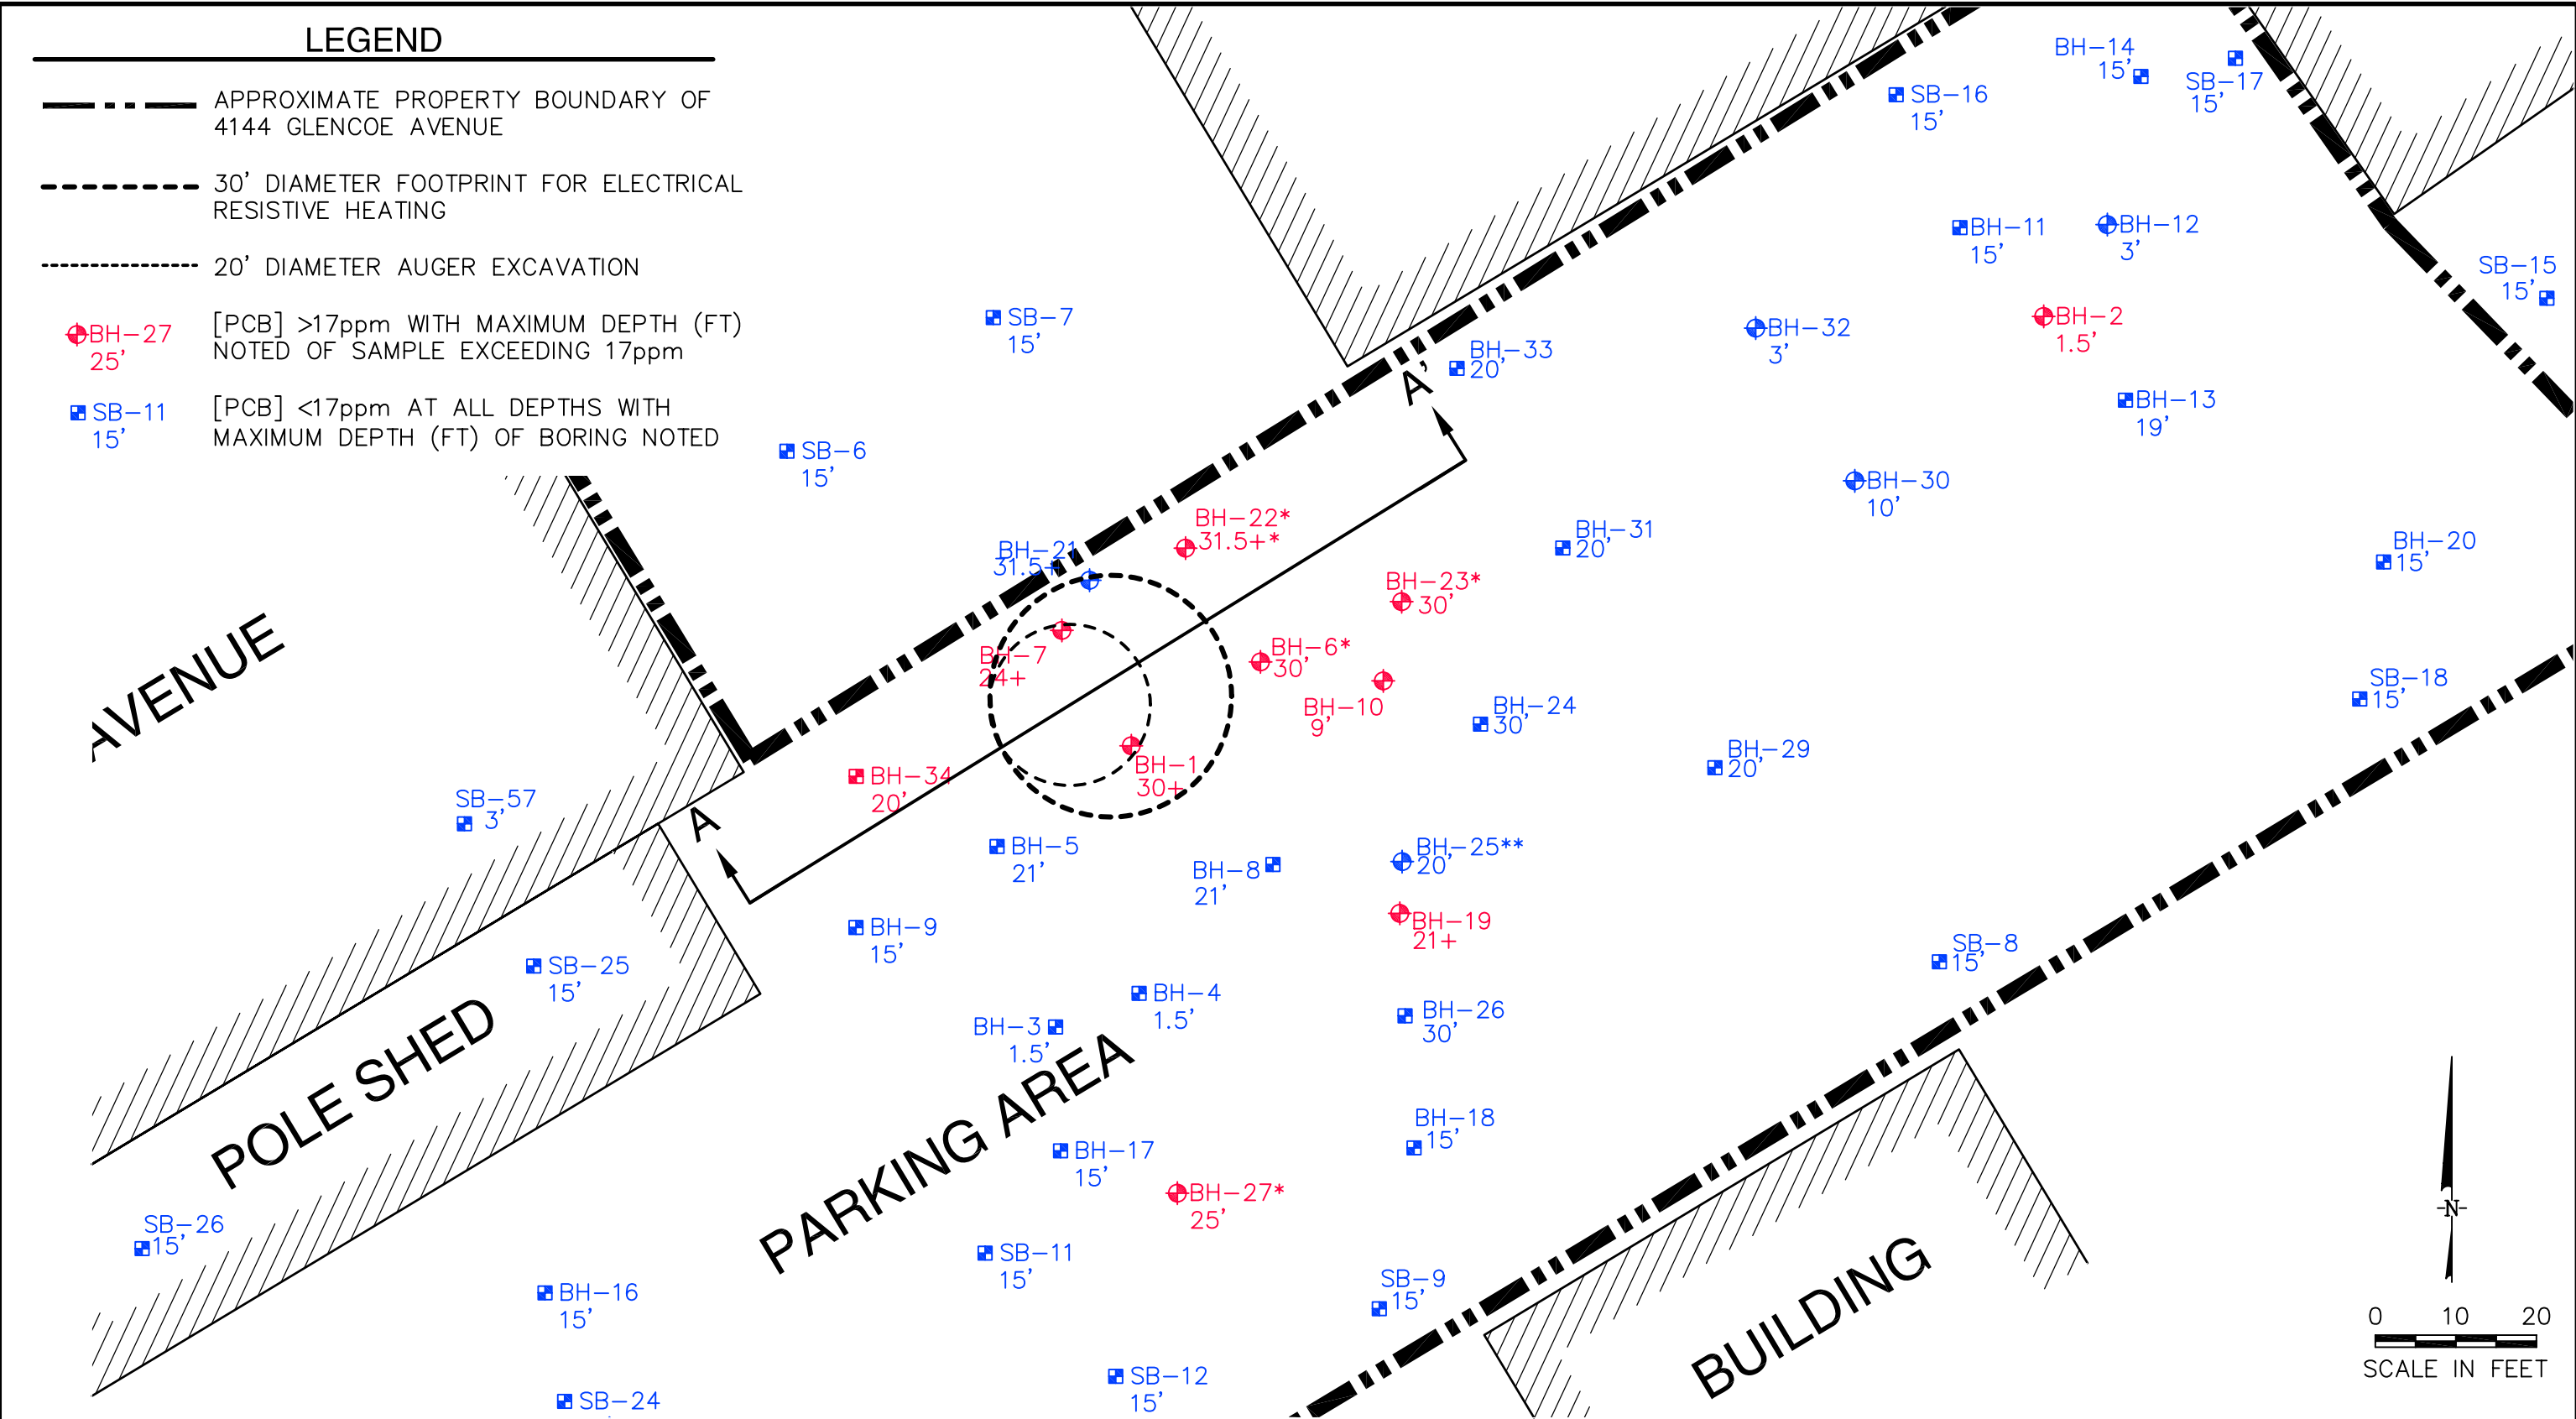 LEGEND
APPROXIMATE PROPERTY BOUNDARY OF
4144 GLENCOE AVENUE
30' DIAMETER FOOTPRINT FOR ELECTRICAL
RESISTIVE HEATING
20' DIAMETER AUGER EXCAVATION
BH-27
25'
[PCB] >17ppm WITH MAXIMUM DEPTH (FT)
NOTED OF SAMPLE EXCEEDING 17ppm
SB-11
15'
[PCB] <17ppm AT ALL DEPTHS WITH
MAXIMUM DEPTH (FT) OF BORING NOTED
BH-14
15'
SB-17
15'
SB-16
15'
BH-11
15'
BH-12
3'
SB-15
15'
SB-7
15'
BH-32
3'
BH-2
1.5'
BH-33
20'
A'
BH-13
19'
SB-6
15'
BH-30
10'
BH-22*
31.5+*
BH-31
20'
BH-21
31.5+
BH-20
15'
BH-23*
30'
BH-7
24+
BH-6*
30'
AVENUE
BH-10
9'
BH-24
30'
SB-18
15'
BH-29
20'
BH-1
30+
BH-34
20'
SB-57
3'
A
BH-5
21'
BH-8
21'
BH-25**
20'
BH-19
21+
BH-9
15'
SB-8
15'
SB-25
15'
BH-4
1.5'
BH-3
1.5'
BH-26
30'
POLE SHED
PARKING AREA
BH-18
15'
BH-17
15'
BH-27*
25'
N
SB-26
15'
SB-11
15'
BH-16
15'
SB-9
15'
BUILDING
0 10 20
SCALE IN FEET
SB-12
15'
SB-24